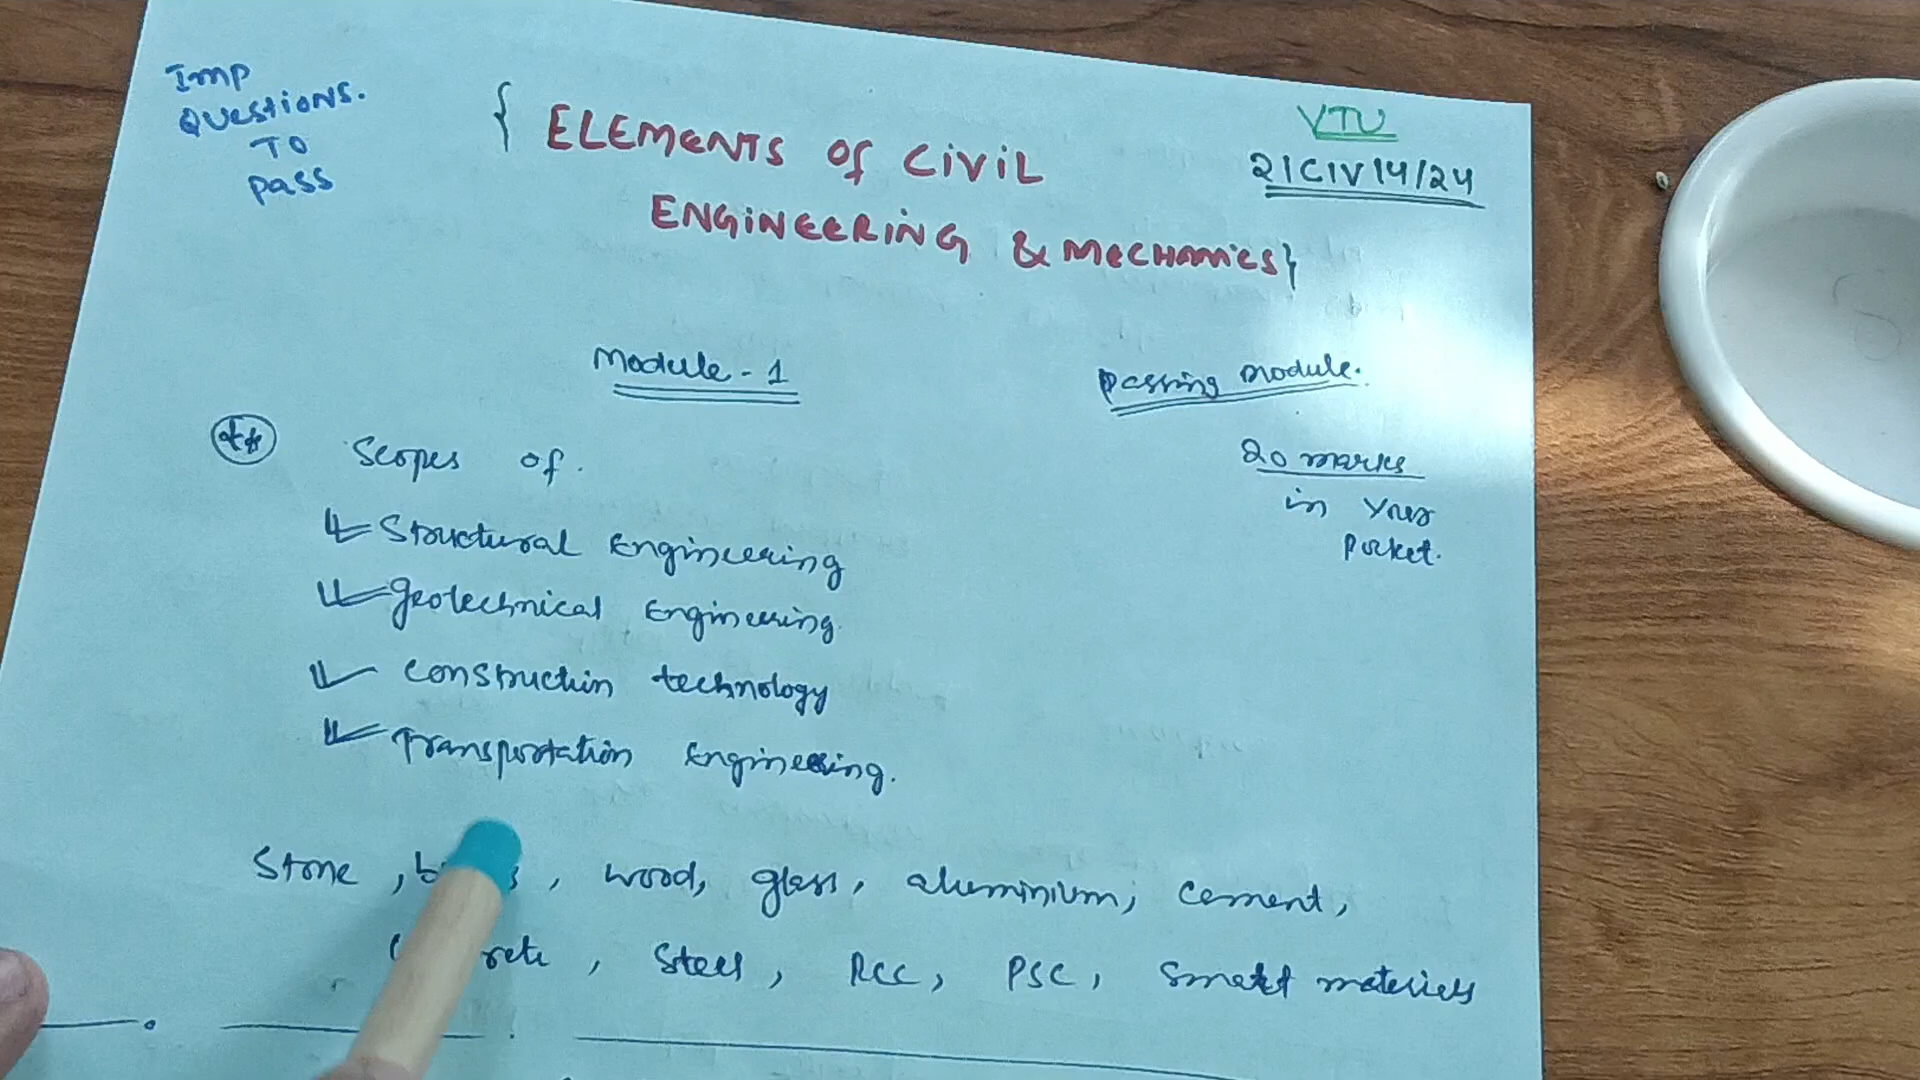 Imp
Questions.
To
pass
{ ELEMENTS of CiViL
ENGiNEERiNG & MECHANiCS}
VTU
21CIV14/24
Module - 1
Passing module.
** Scopes of.
Structural Engineering
Geotechnical Engineering.
Construction technology
Transportation Engineering.
20 marks
in your
Pocket.
Stone , , wood, glass, aluminium, cement,
, Steel, RCC, PSC, Smart materials